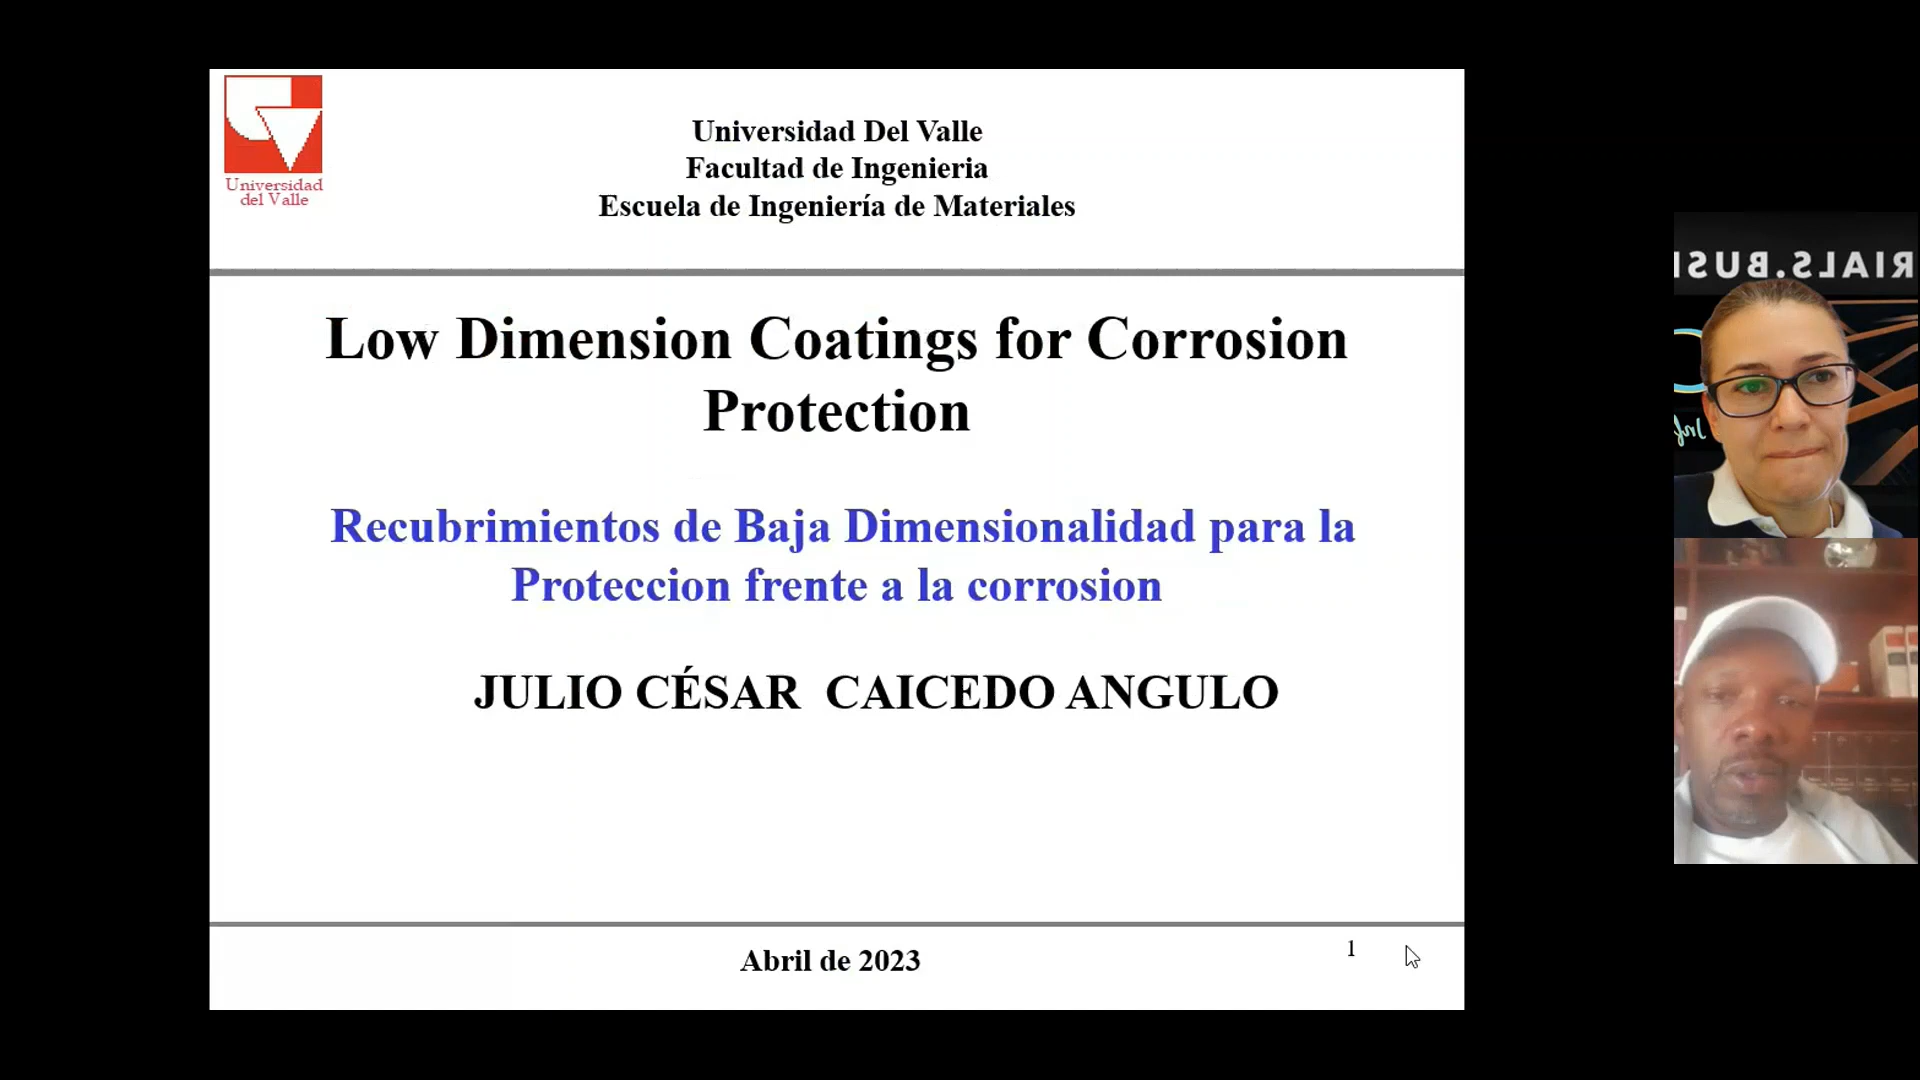 Universidad
del Valle
Universidad Del Valle
Facultad de Ingenieria
Escuela de Ingeniería de Materiales
Low Dimension Coatings for Corrosion
Protection
Recubrimientos de Baja Dimensionalidad para la
Proteccion frente a la corrosion
JULIO CÉSAR CAICEDO ANGULO
Abril de 2023
1
RIALS.BUSI